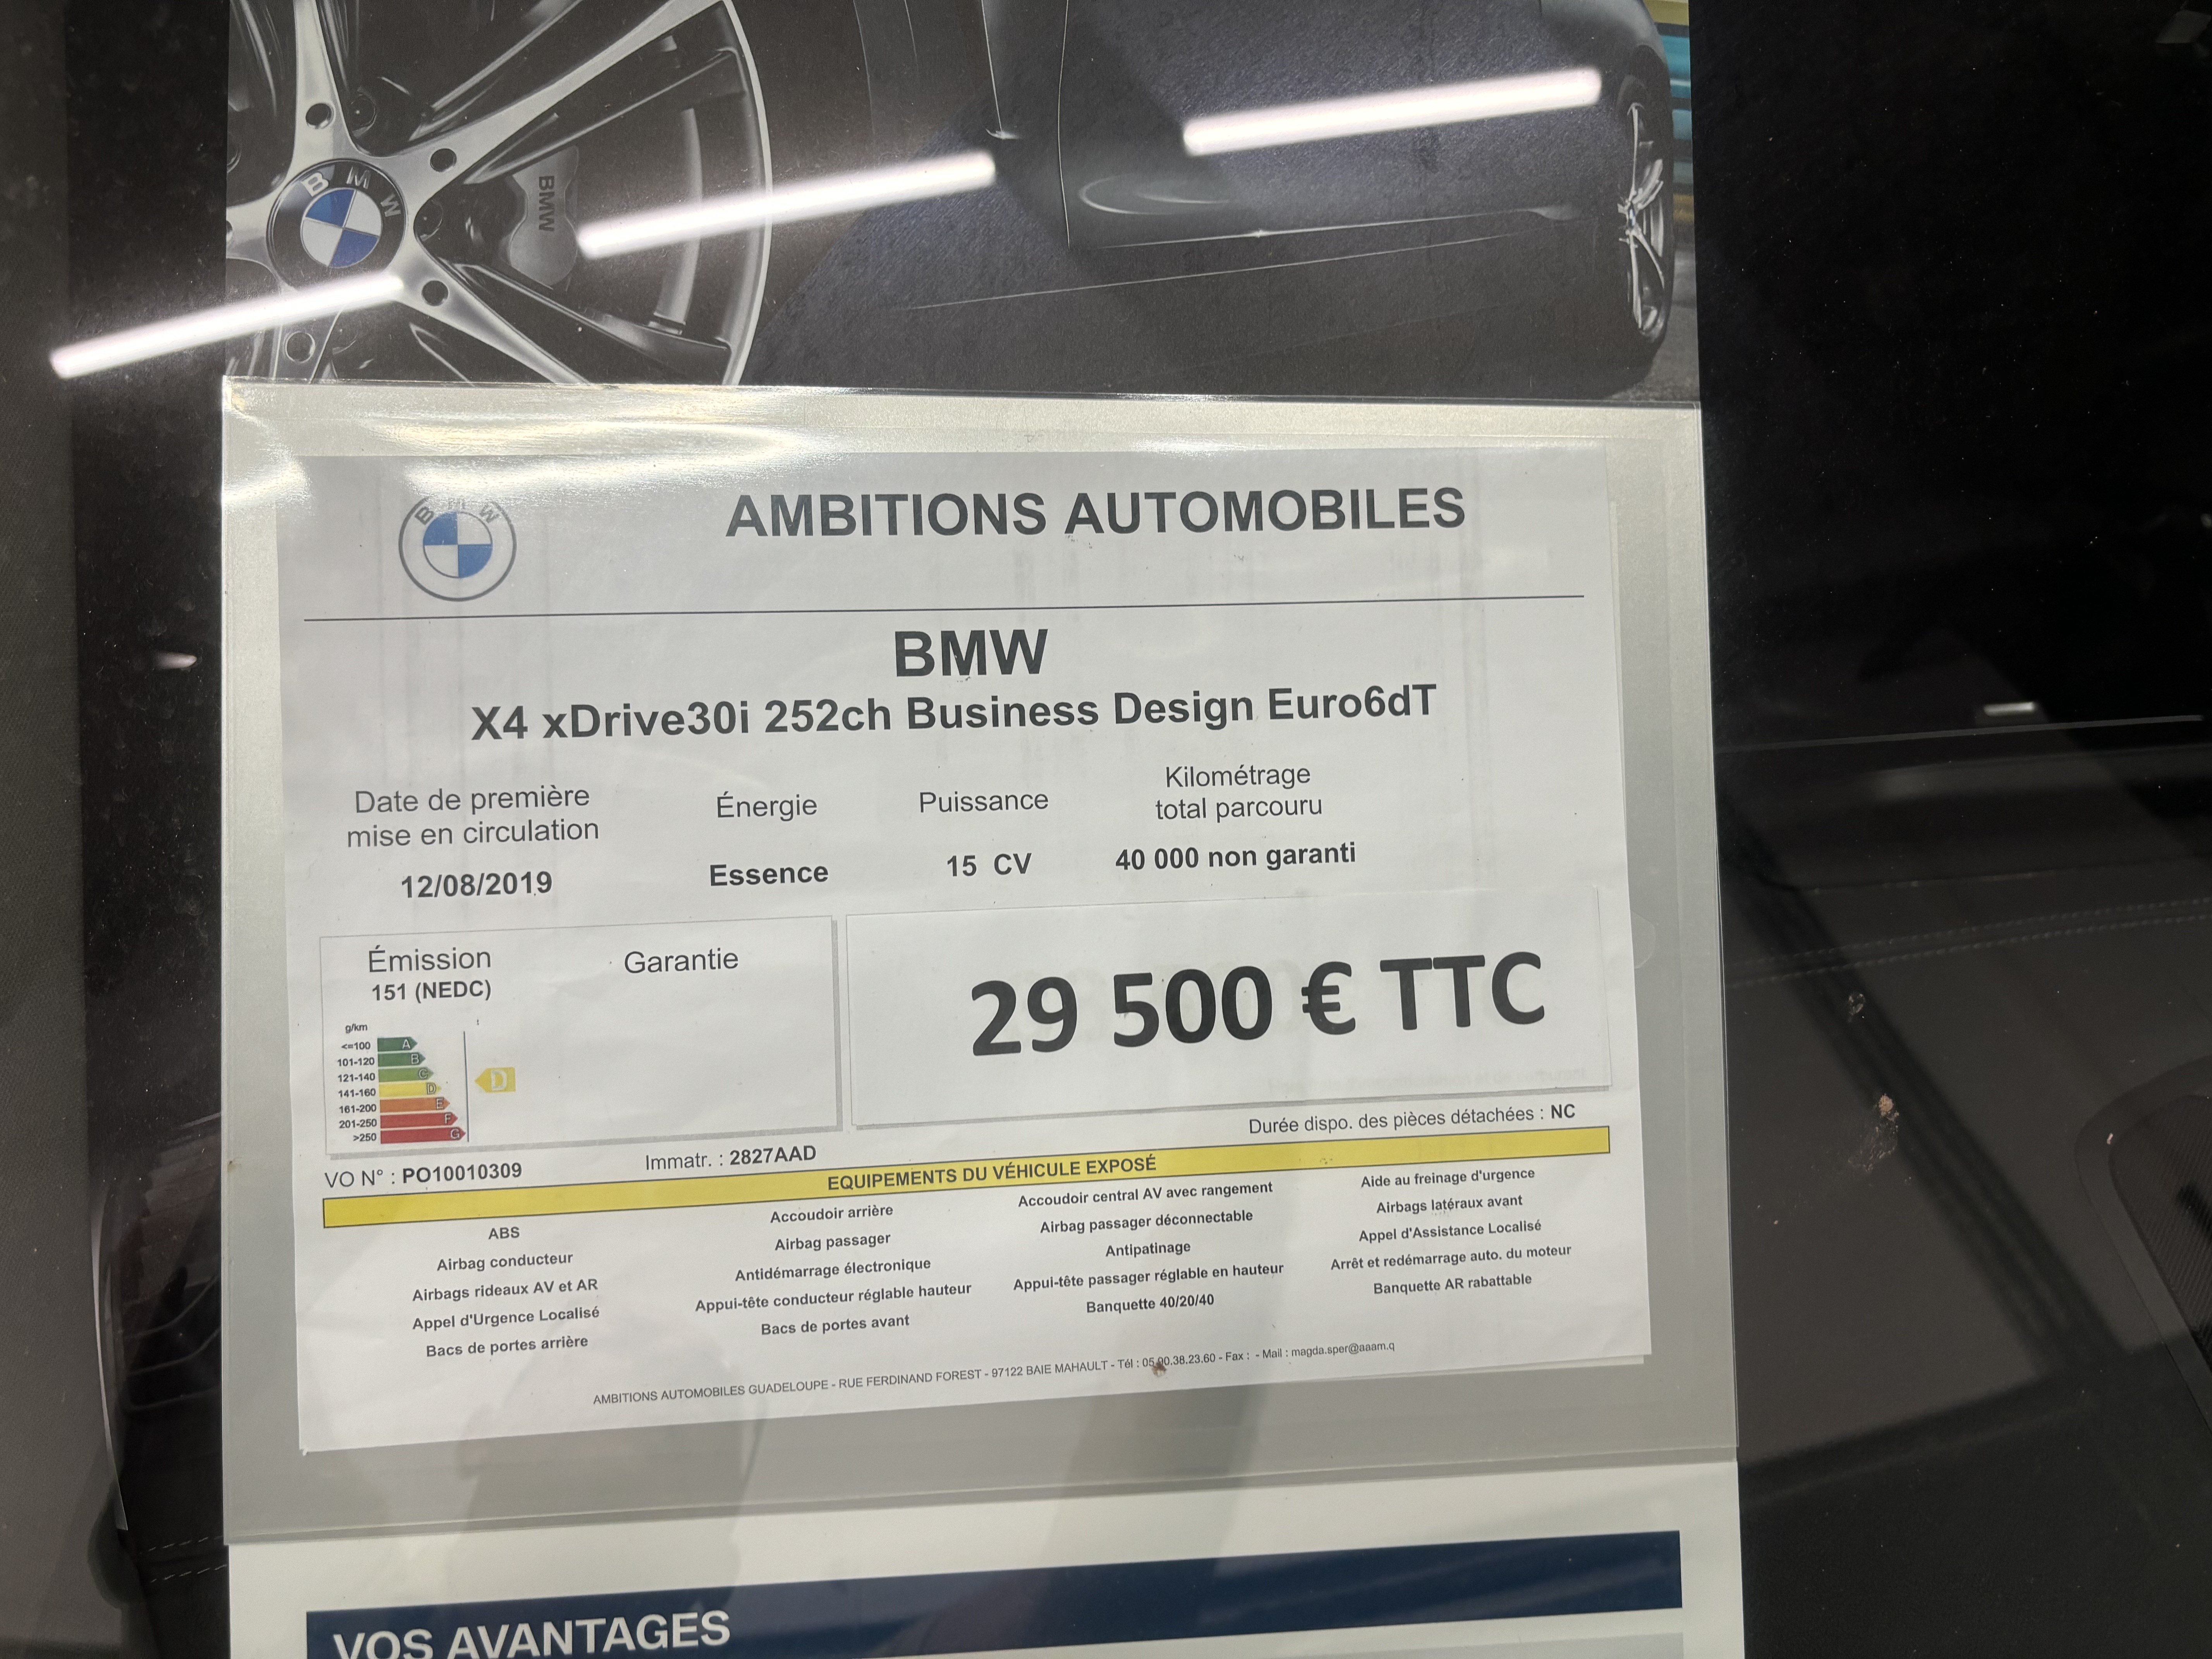 BMW
BMW
BMW
AMBITIONS AUTOMOBILES
BMW
X4 xDrive30i 252ch Business Design Euro6dT
Date de première
mise en circulation
12/08/2019
Énergie
Essence
Puissance
15 CV
Kilométrage
total parcouru
40 000 non garanti
Émission
151 (NEDC)
Garantie
g/km
<=100 A
101-120 B
121-140 C
141-160 D
161-200 E
201-250 F
>250 G
D
29 500 € TTC
Durée dispo. des pièces détachées : NC
VO N° : PO10010309
Immatr. : 2827AAD
EQUIPEMENTS DU VÉHICULE EXPOSÉ
ABS
Airbag conducteur
Airbags rideaux AV et AR
Appel d'Urgence Localisé
Bacs de portes arrière
Accoudoir arrière
Airbag passager
Antidémarrage électronique
Appui-tête conducteur réglable hauteur
Bacs de portes avant
Accoudoir central AV avec rangement
Airbag passager déconnectable
Antipatinage
Appui-tête passager réglable en hauteur
Banquette 40/20/40
Aide au freinage d'urgence
Airbags latéraux avant
Appel d'Assistance Localisé
Arrêt et redémarrage auto. du moteur
Banquette AR rabattable
AMBITIONS AUTOMOBILES GUADELOUPE - RUE FERDINAND FOREST - 97122 BAIE MAHAULT - Tél : 05.90.38.23.60 - Fax : - Mail : magda.sper@aaam.q
VOS AVANTAGES